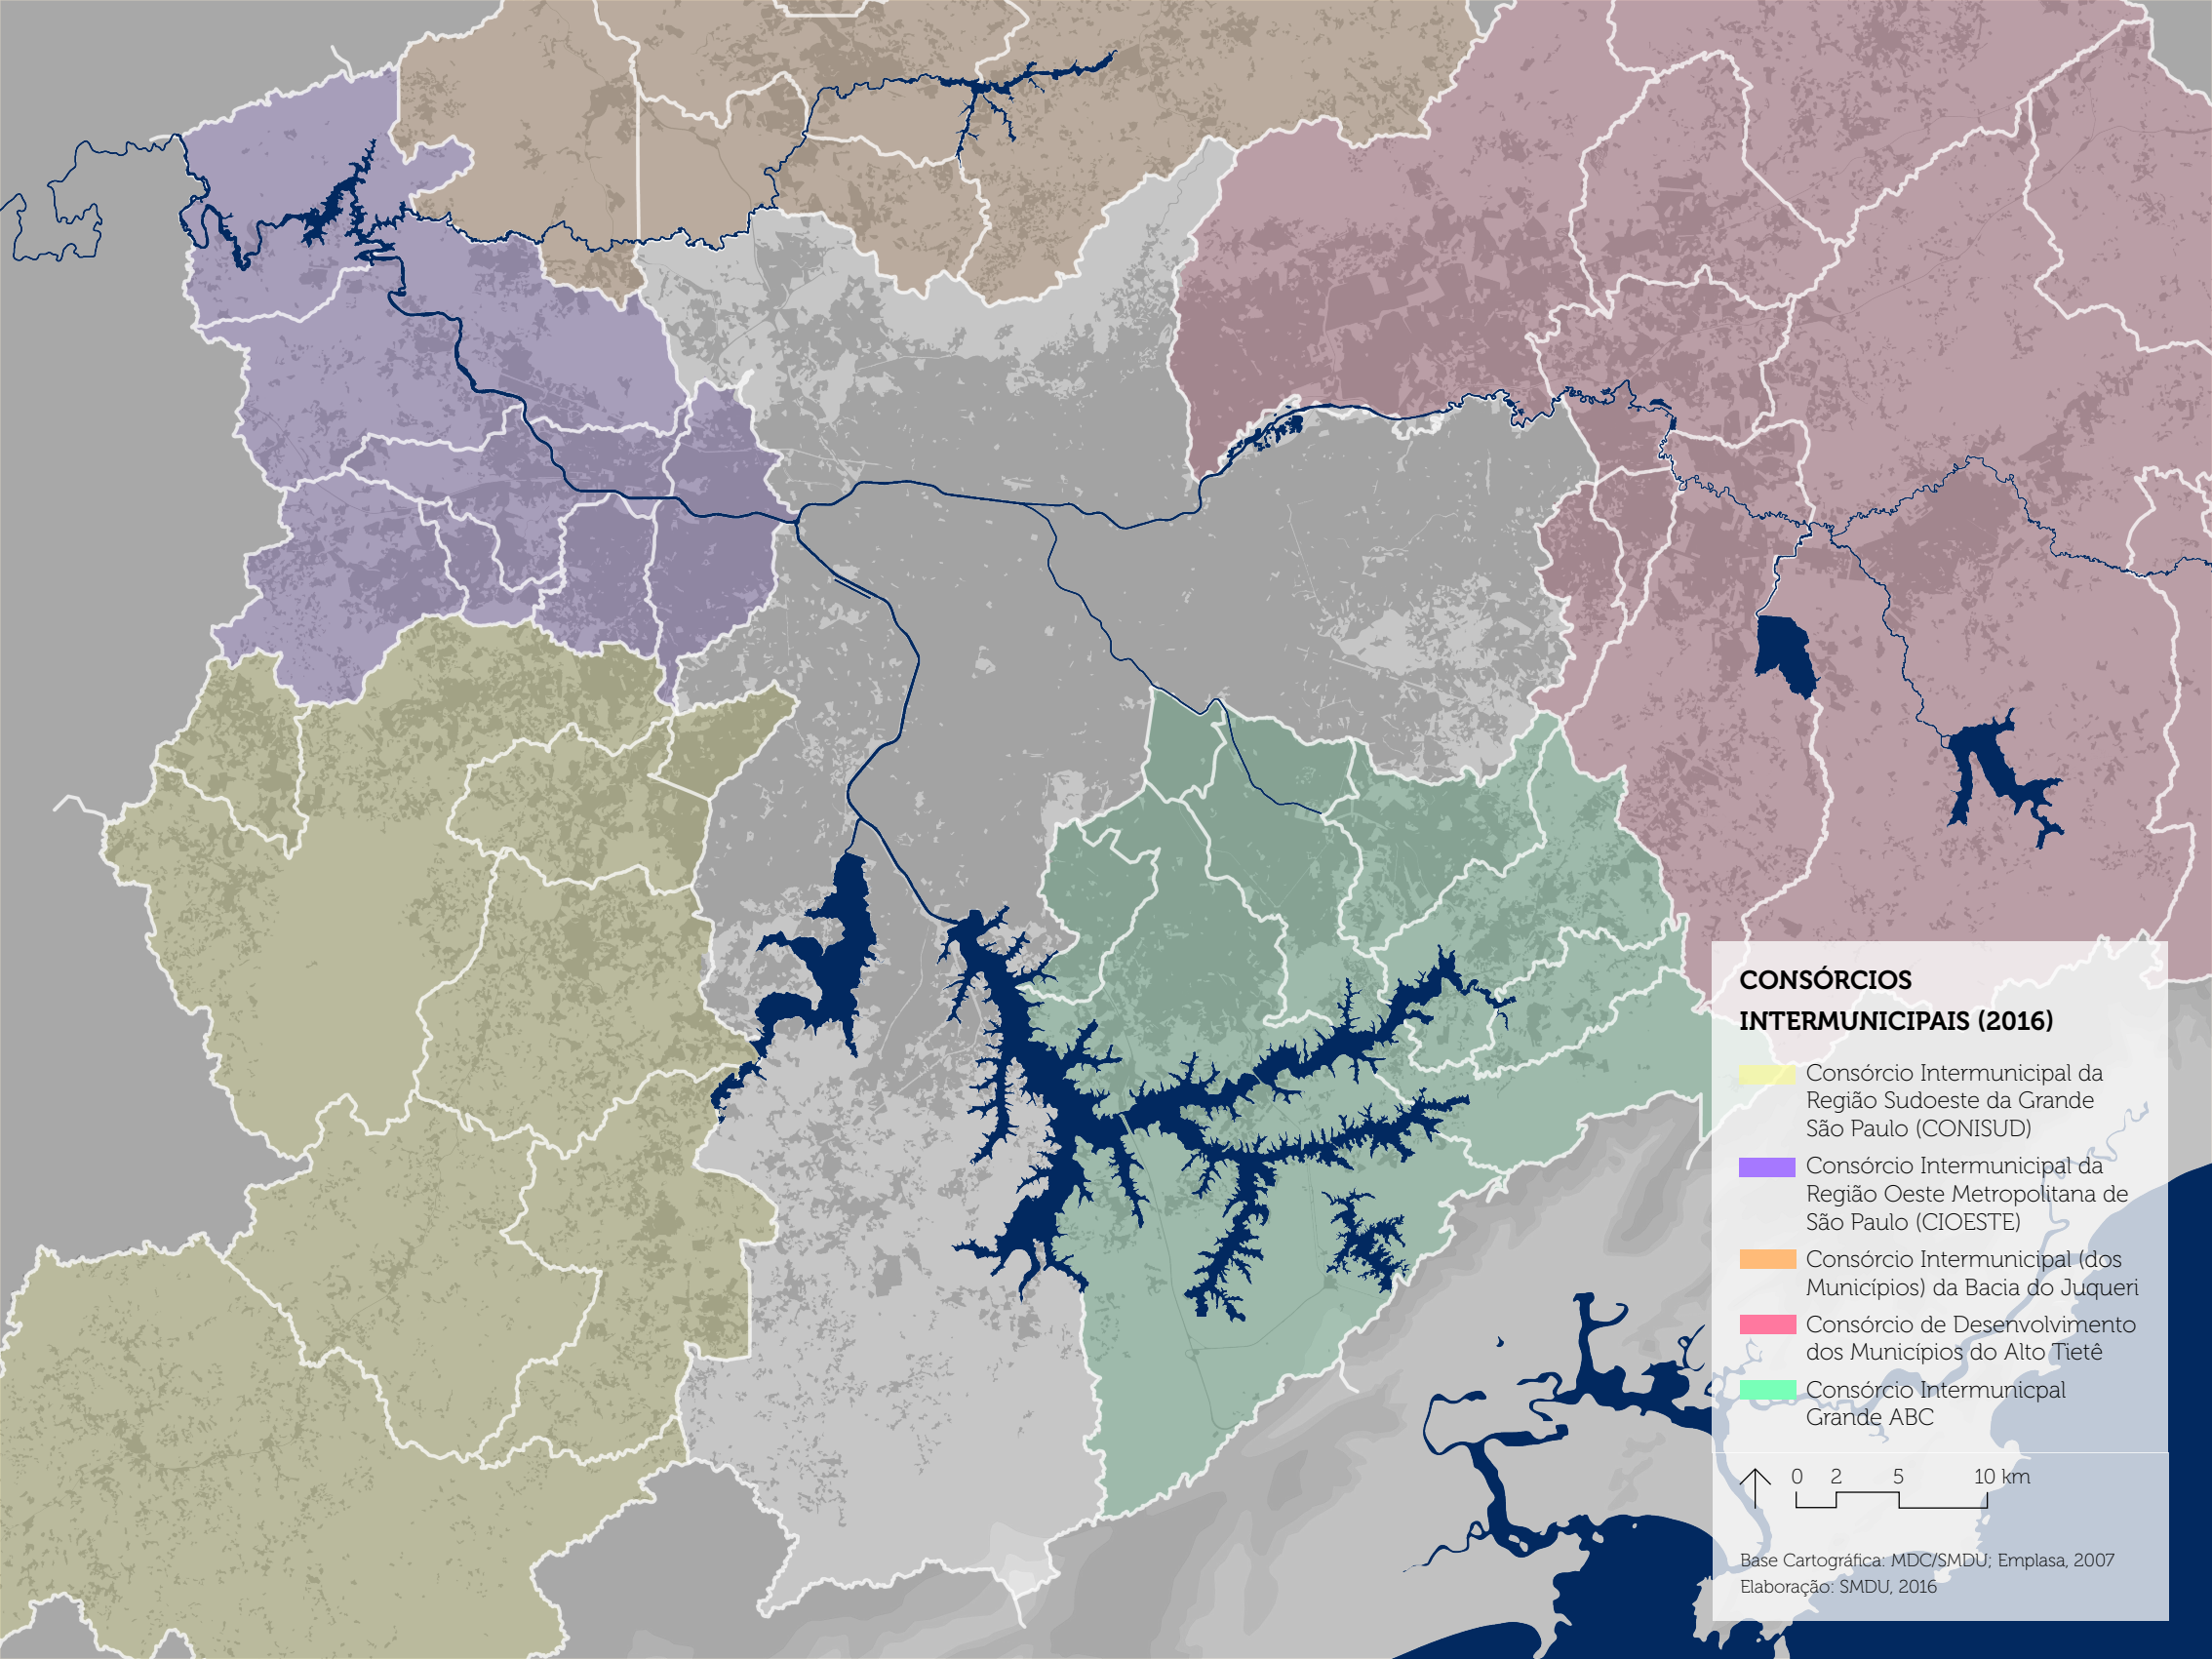 CONSÓRCIOS
INTERMUNICIPAIS (2016)
Consórcio Intermunicipal da
Região Sudoeste da Grande
São Paulo (CONISUD)
Consórcio Intermunicipal da
Região Oeste Metropolitana de
São Paulo (CIOESTE)
Consórcio Intermunicipal (dos
Municípios) da Bacia do Juqueri
Consórcio de Desenvolvimento
dos Municípios do Alto Tietê
Consórcio Intermunicpal
Grande ABC
0 2 5 10 km
Base Cartográfica: MDC/SMDU; Emplasa, 2007
Elaboração: SMDU, 2016